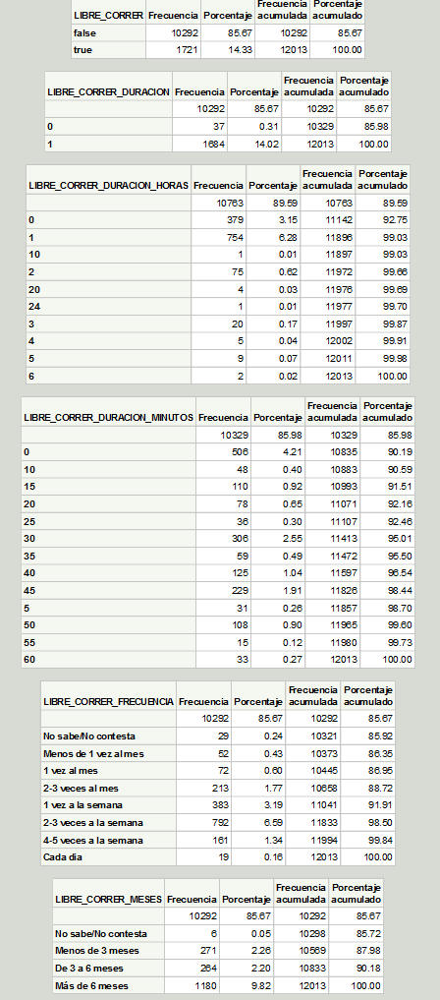 LIBRE_CORRER Frecuencia Porcentaje Frecuencia acumulada Porcentaje acumulado
false 10292 85.67 10292 85.67
true 1721 14.33 12013 100.00
LIBRE_CORRER_DURACION Frecuencia Porcentaje Frecuencia acumulada Porcentaje acumulado
10292 85.67 10292 85.67
0 37 0.31 10329 85.98
1 1684 14.02 12013 100.00
LIBRE_CORRER_DURACION_HORAS Frecuencia Porcentaje Frecuencia acumulada Porcentaje acumulado
10763 89.59 10763 89.59
0 379 3.15 11142 92.75
1 754 6.28 11896 99.03
10 1 0.01 11897 99.03
2 75 0.62 11972 99.66
20 4 0.03 11976 99.69
24 1 0.01 11977 99.70
3 20 0.17 11997 99.87
4 5 0.04 12002 99.91
5 9 0.07 12011 99.98
6 2 0.02 12013 100.00
LIBRE_CORRER_DURACION_MINUTOS Frecuencia Porcentaje Frecuencia acumulada Porcentaje acumulado
10329 85.98 10329 85.98
0 506 4.21 10835 90.19
10 48 0.40 10883 90.59
15 110 0.92 10993 91.51
20 78 0.65 11071 92.16
25 36 0.30 11107 92.46
30 306 2.55 11413 95.01
35 59 0.49 11472 95.50
40 125 1.04 11597 96.54
45 229 1.91 11826 98.44
5 31 0.26 11857 98.70
50 108 0.90 11965 99.60
55 15 0.12 11980 99.73
60 33 0.27 12013 100.00
LIBRE_CORRER_FRECUENCIA Frecuencia Porcentaje Frecuencia acumulada Porcentaje acumulado
10292 85.67 10292 85.67
No sabe/No contesta 29 0.24 10321 85.92
Menos de 1 vez al mes 52 0.43 10373 86.35
1 vez al mes 72 0.60 10445 86.95
2-3 veces al mes 213 1.77 10658 88.72
1 vez a la semana 383 3.19 11041 91.91
2-3 veces a la semana 792 6.59 11833 98.50
4-5 veces a la semana 161 1.34 11994 99.84
Cada dia 19 0.16 12013 100.00
LIBRE_CORRER_MESES Frecuencia Porcentaje Frecuencia acumulada Porcentaje acumulado
10292 85.67 10292 85.67
No sabe/No contesta 6 0.05 10298 85.72
Menos de 3 meses 271 2.26 10569 87.98
De 3 a 6 meses 264 2.20 10833 90.18
Más de 6 meses 1180 9.82 12013 100.00